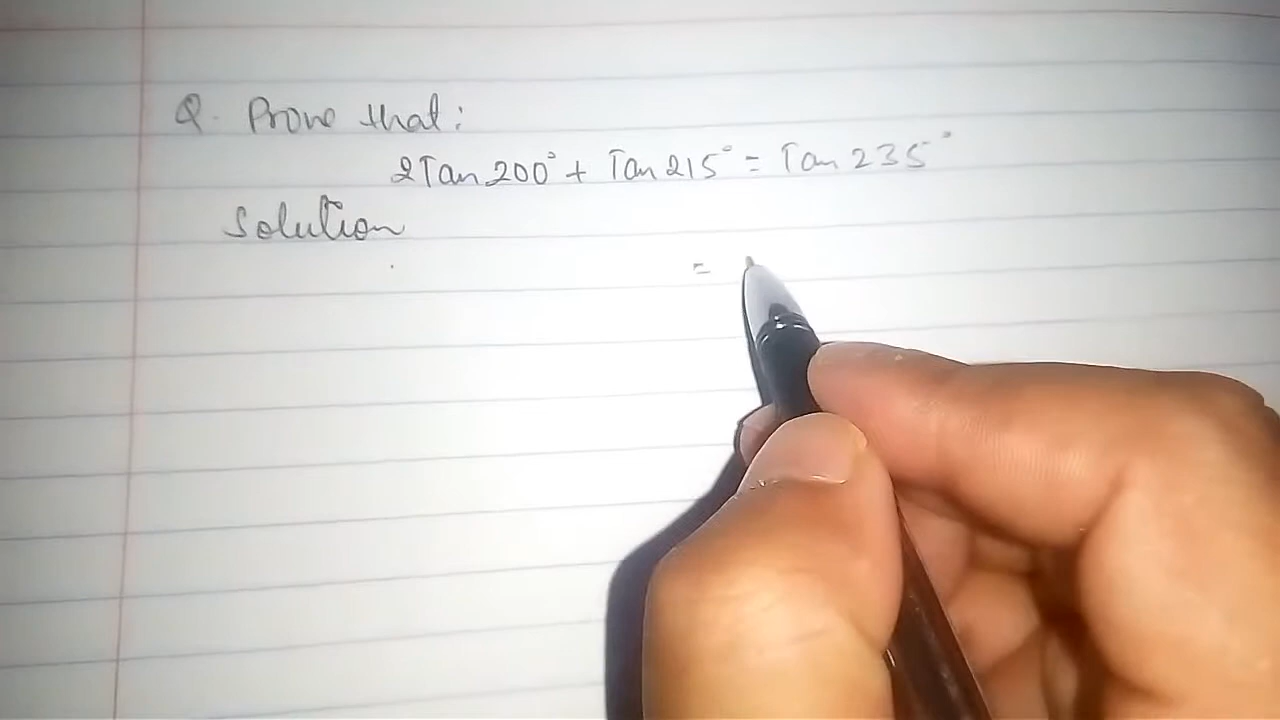 Q. Prove that:
2Tan 200° + Tan 215° = Tan 235°
Solution
=